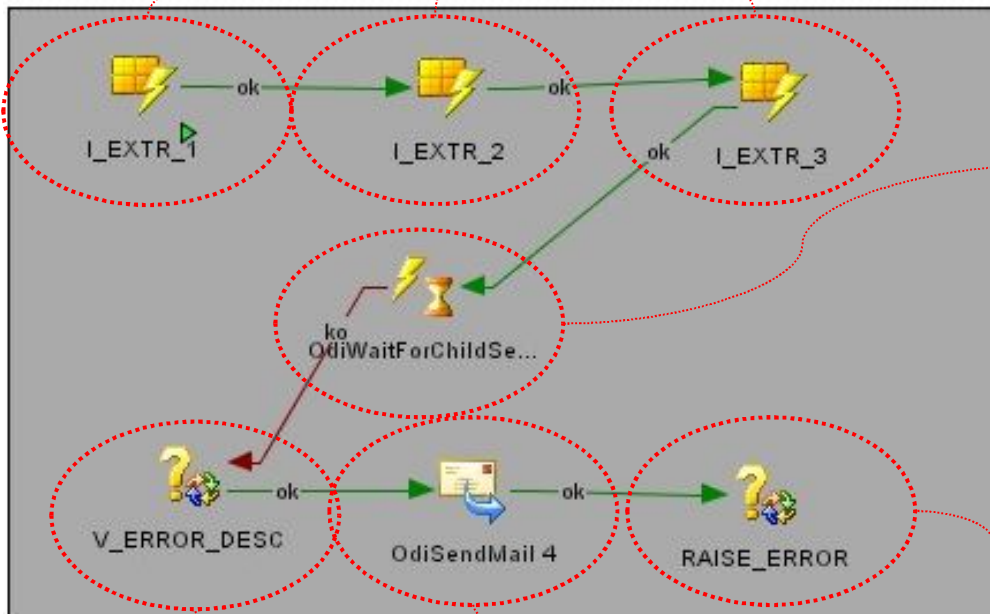 ok
ok
I_EXTR_1
I_EXTR_2
I_EXTR_3
ok
ko
OdiWaitForChildSe...
ok
ok
V_ERROR_DESC
OdiSendMail 4
RAISE_ERROR